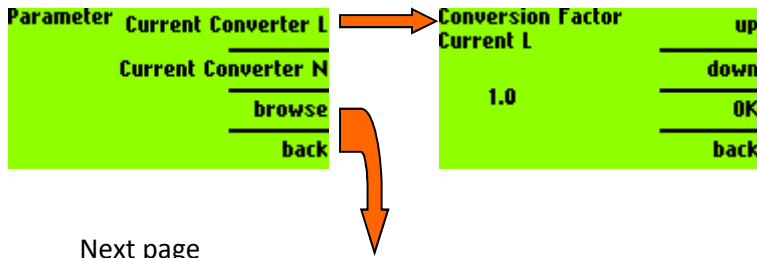 Parameter Current Converter L
Current Converter N
browse
back
Conversion Factor
Current L
up
down
1.0
OK
back
Next page